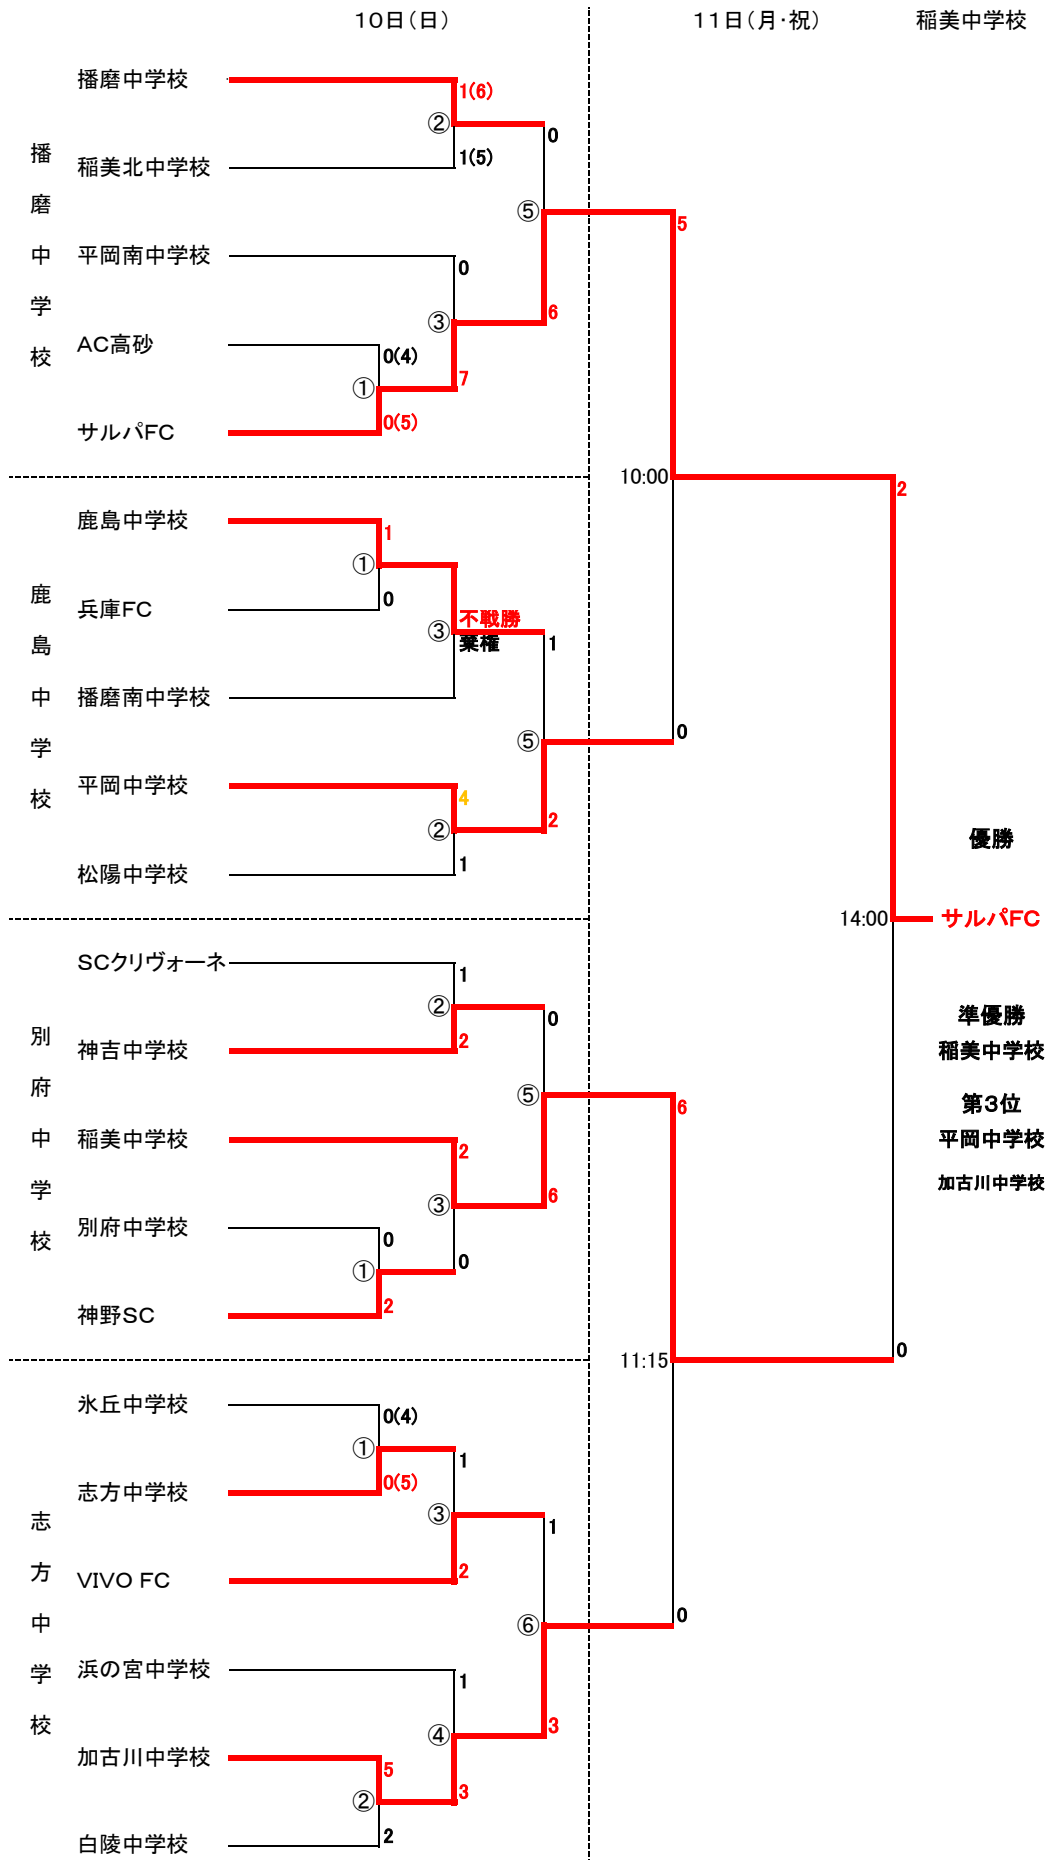 10日(日)
11日(月・祝)
稲美中学校
播磨中学校
播磨中学校
1(6)
②
0
1(5)
稲美北中学校
⑤
5
平岡南中学校
0
③
6
AC高砂
0(4)
①
7
0(5)
サルパFC
10:00
2
鹿島中学校
鹿島中学校
1
①
0
兵庫FC
不戦勝
③
棄権
1
播磨南中学校
⑤
0
平岡中学校
4
②
2
1
松陽中学校
優勝
14:00
サルパFC
別府中学校
SCクリヴォーネ
1
②
0
神吉中学校
2
準優勝
稲美中学校
⑤
6
第3位
稲美中学校
2
平岡中学校
③
6
加古川中学校
別府中学校
0
①
0
2
神野SC
11:15
0
志方中学校
氷丘中学校
0(4)
①
1
0(5)
志方中学校
③
1
VIVO FC
2
⑥
0
浜の宮中学校
1
④
3
加古川中学校
5
②
3
2
白陵中学校